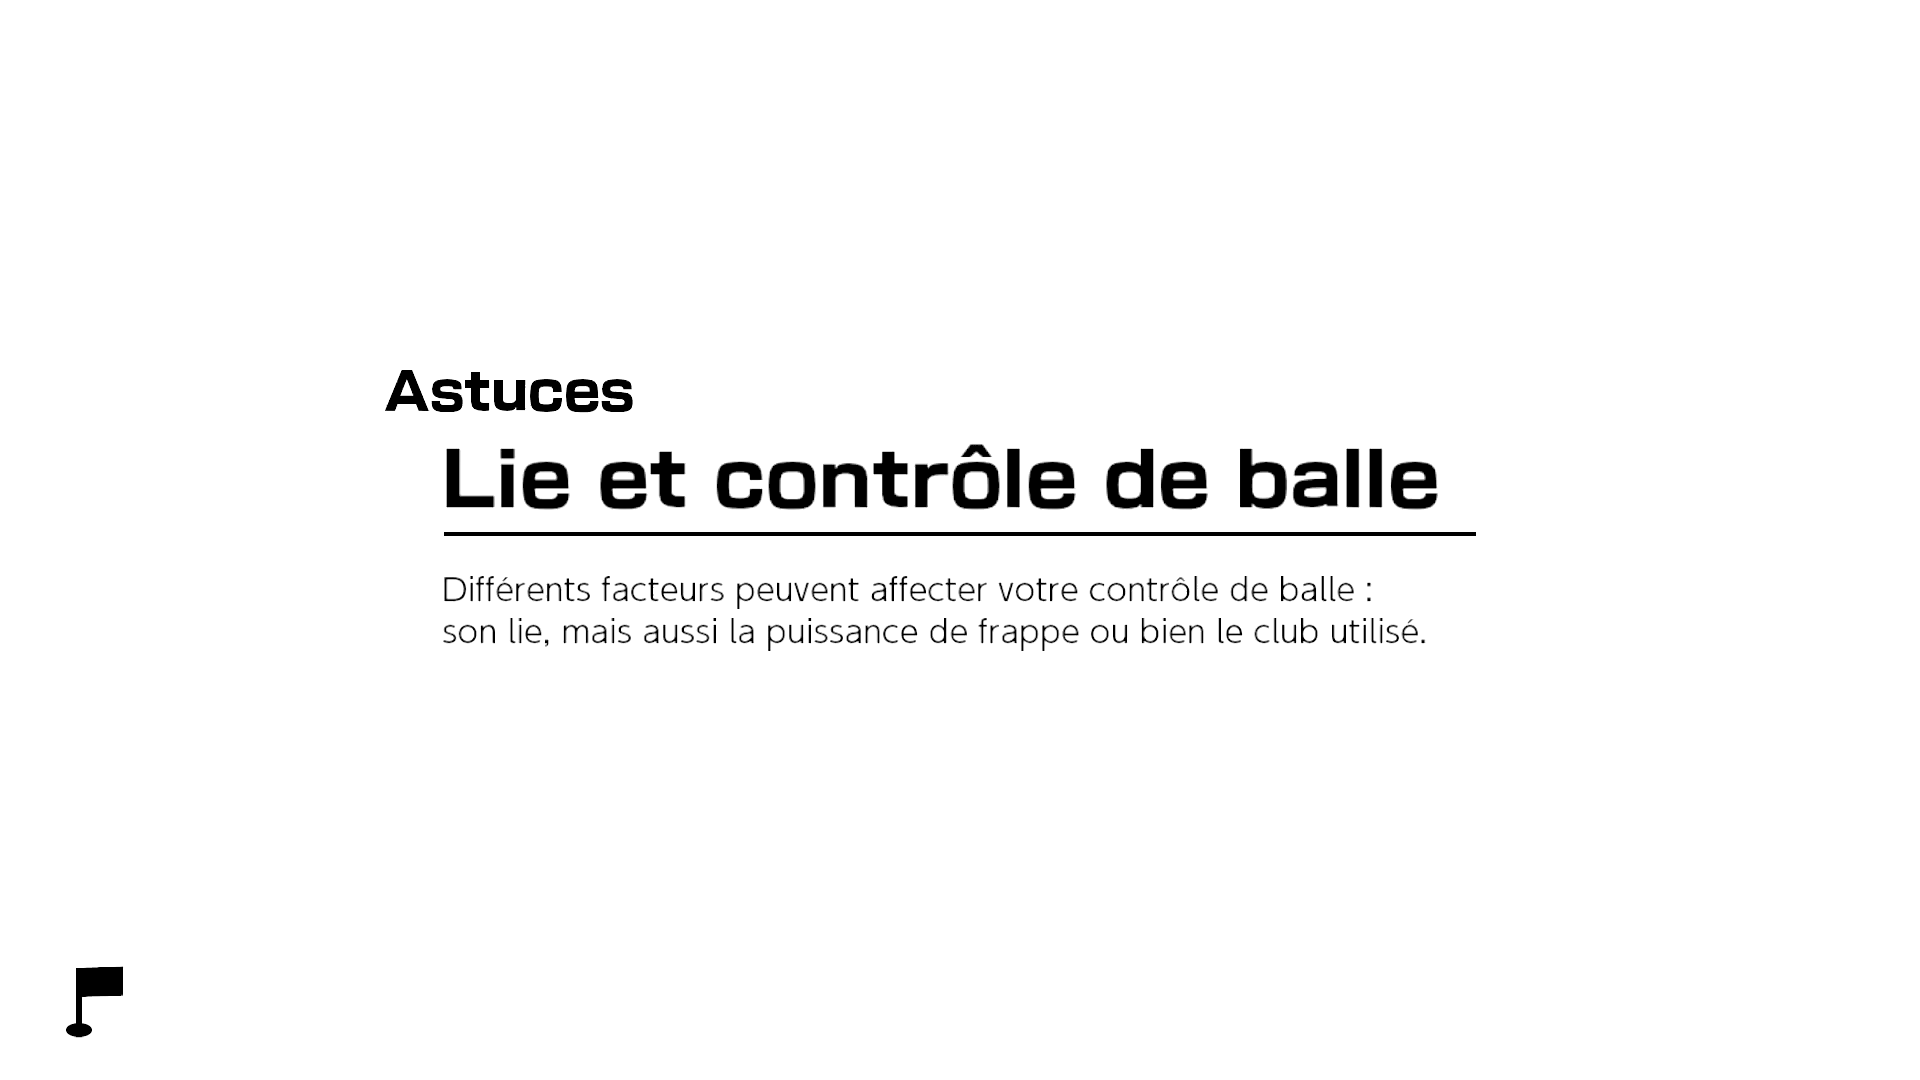 Astuces
Lie et contrôle de balle
Différents facteurs peuvent affecter votre contrôle de balle :
son lie, mais aussi la puissance de frappe ou bien le club utilisé.